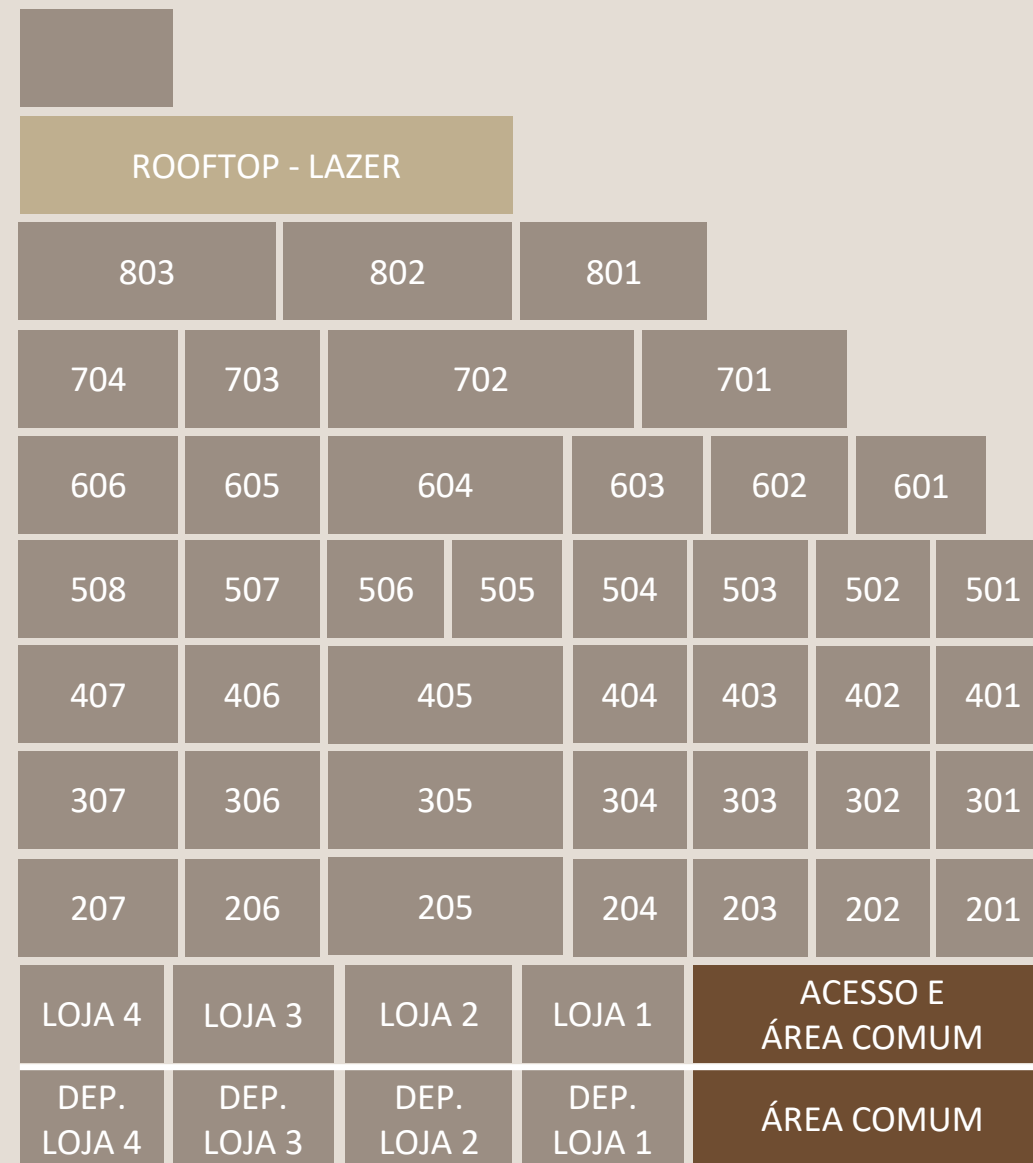 ROOFTOP - LAZER
803 802 801
704 703 702 701
606 605 604 603 602 601
508 507 506 505 504 503 502 501
407 406 405 404 403 402 401
307 306 305 304 303 302 301
207 206 205 204 203 202 201
LOJA 4 LOJA 3 LOJA 2 LOJA 1
ACESSO E
ÁREA COMUM
DEP.
LOJA 4
DEP.
LOJA 3
DEP.
LOJA 2
DEP.
LOJA 1
ÁREA COMUM